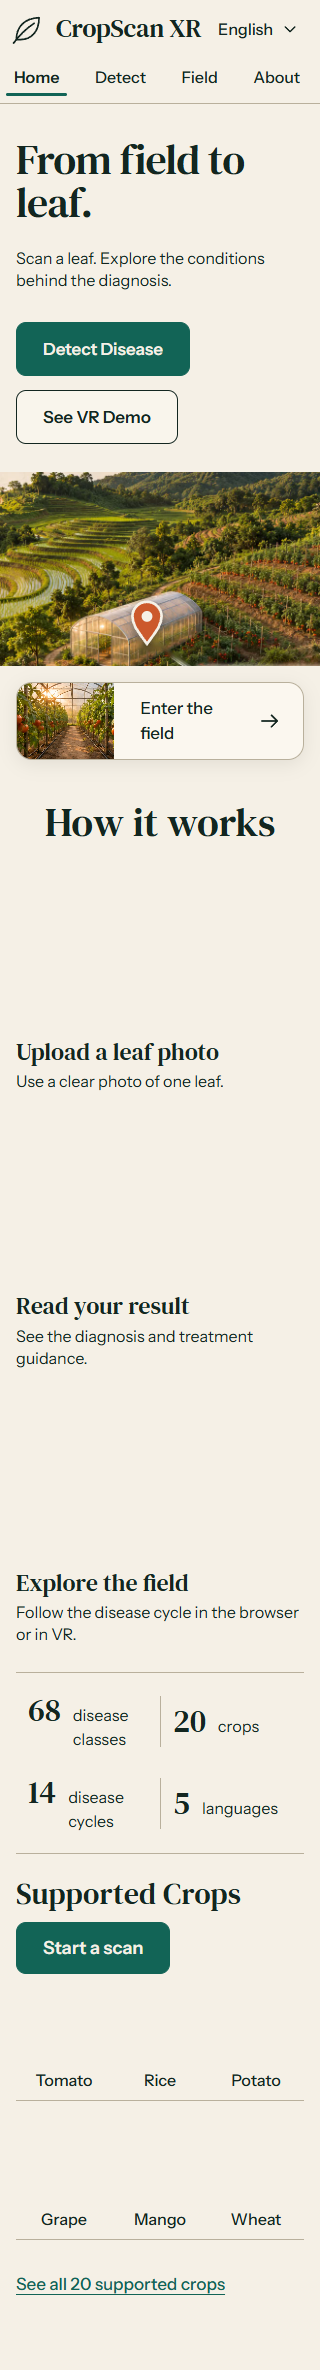 CropScan XR
English
Home Detect Field About
From field to
leaf.
Scan a leaf. Explore the conditions
behind the diagnosis.
Detect Disease
See VR Demo
Enter the
field
How it works
Upload a leaf photo
Use a clear photo of one leaf.
Read your result
See the diagnosis and treatment
guidance.
Explore the field
Follow the disease cycle in the browser
or in VR.
68 disease
classes
20 crops
14 disease
cycles
5 languages
Supported Crops
Start a scan
Tomato Rice Potato
Grape Mango Wheat
See all 20 supported crops